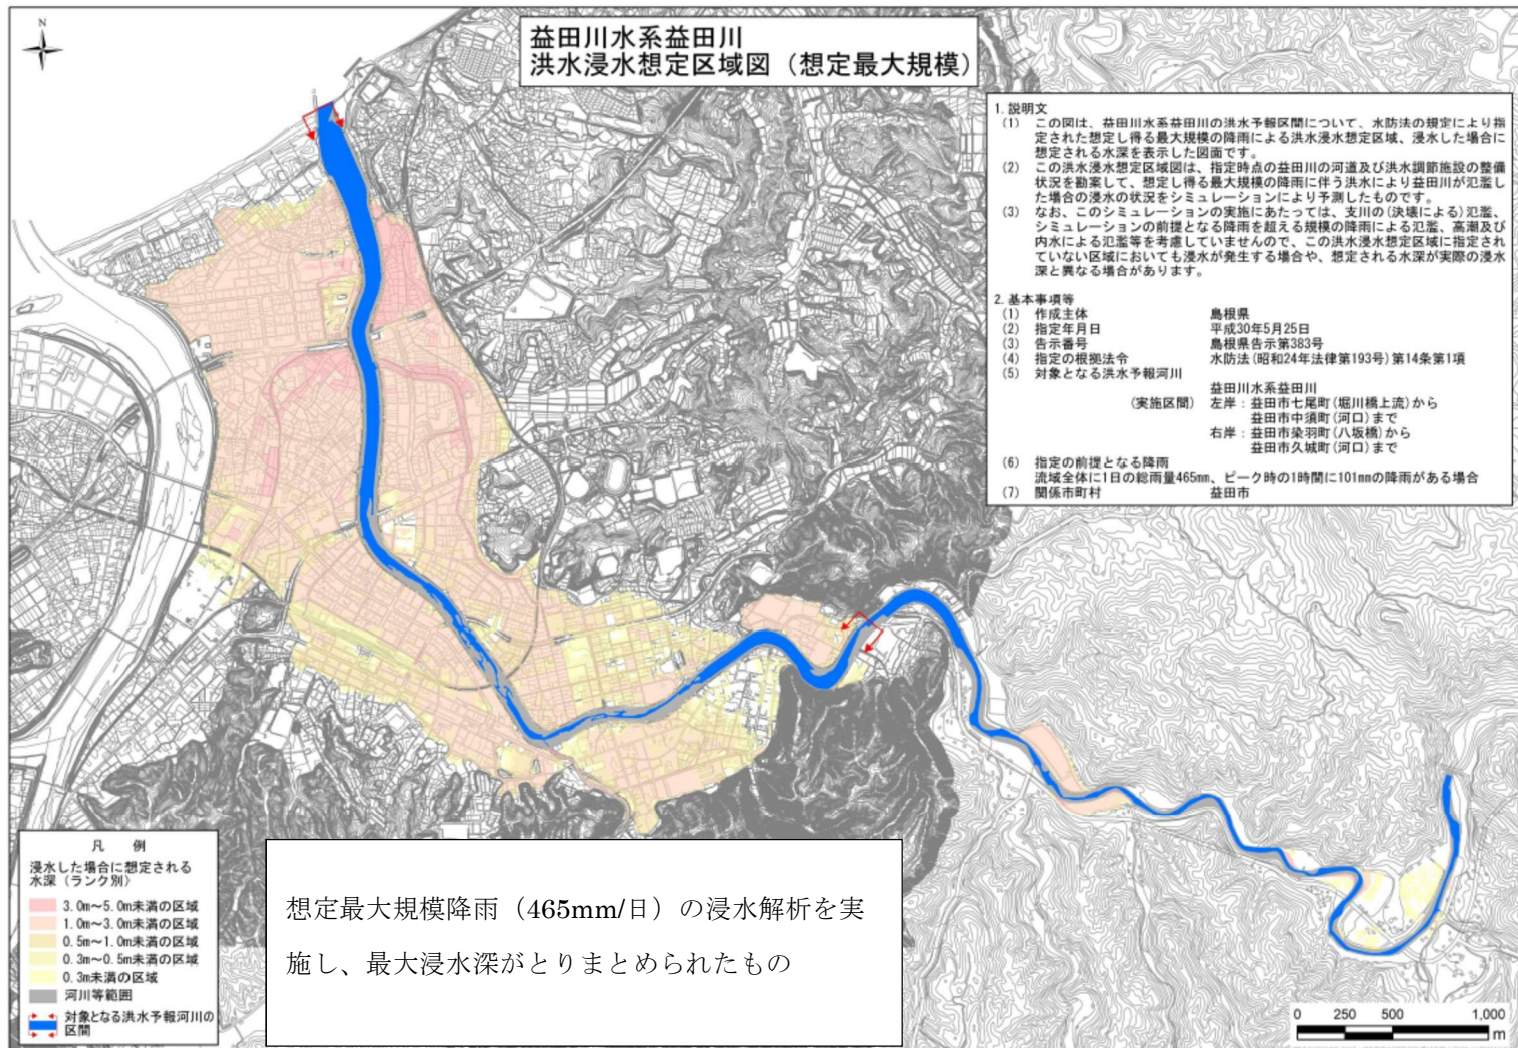 N
益田川水系益田川
洪水浸水想定区域図（想定最大規模）
1. 説明文
(1) この図は、益田川水系益田川の洪水予報区間について、水防法の規定により指
定された想定し得る最大規模の降雨による洪水浸水想定区域、浸水した場合に
想定される水深を表示した図面です。
(2) この洪水浸水想定区域図は、指定時点の益田川の河道及び洪水調節施設の整備
状況を勘案して、想定し得る最大規模の降雨に伴う洪水により益田川が氾濫し
た場合の浸水の状況をシミュレーションにより予測したものです。
(3) なお、このシミュレーションの実施にあたっては、支川の(決壊による)氾濫、
シミュレーションの前提となる降雨を超える規模の降雨による氾濫、高潮及び
内水による氾濫等を考慮していませんので、この洪水浸水想定区域に指定され
ていない区域においても浸水が発生する場合や、想定される水深が実際の浸水
深と異なる場合があります。
2. 基本事項等
(1) 作成主体 島根県
(2) 指定年月日 平成30年5月25日
(3) 告示番号 島根県告示第383号
(4) 指定の根拠法令 水防法(昭和24年法律第193号)第14条第1項
(5) 対象となる洪水予報河川
益田川水系益田川
(実施区間) 左岸：益田市七尾町(堀川橋上流)から
益田市中須町(河口)まで
右岸：益田市染羽町(八坂橋)から
益田市久城町(河口)まで
(6) 指定の前提となる降雨
流域全体に1日の総雨量465mm、ピーク時の1時間に101mmの降雨がある場合
(7) 関係市町村 益田市
凡 例
浸水した場合に想定される
水深（ランク別）
3.0m～5.0m未満の区域
1.0m～3.0m未満の区域
0.5m～1.0m未満の区域
0.3m～0.5m未満の区域
0.3m未満の区域
河川等範囲
対象となる洪水予報河川の
区間
想定最大規模降雨（465mm/日）の浸水解析を実
施し、最大浸水深がとりまとめられたもの
0 250 500 1,000
m